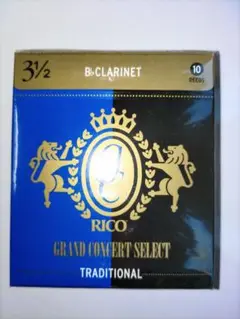 3½ B♭CLARINET 10
REEDS
RICO
GRAND CONCERT SELECT
TRADITIONAL